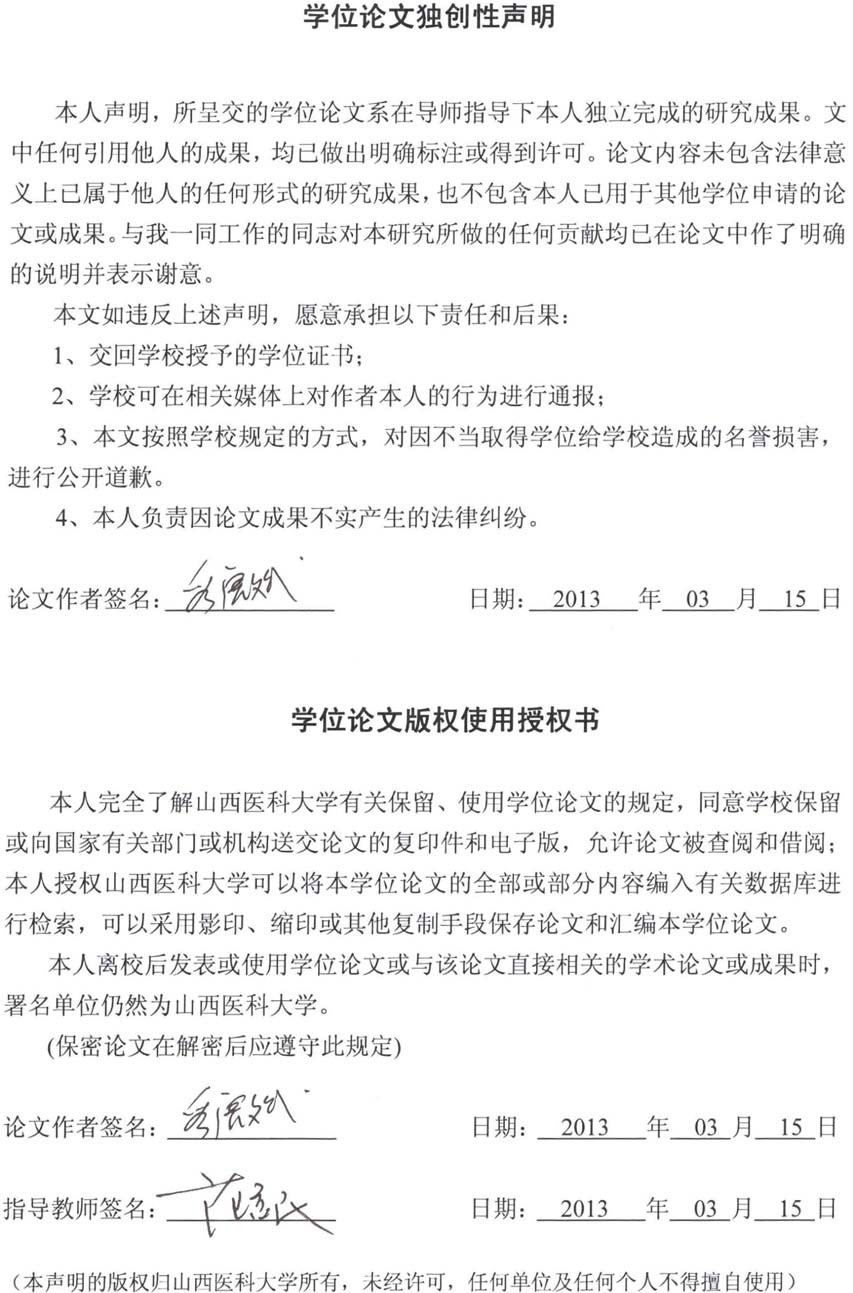 学位论文独创性声明
本人声明，所呈交的学位论文系在导师指导下本人独立完成的研究成果。文
中任何引用他人的成果，均已做出明确标注或得到许可。论文内容未包含法律意
义上已属于他人的任何形式的研究成果，也不包含本人已用于其他学位申请的论
文或成果。与我一同工作的同志对本研究所做的任何贡献均已在论文中作了明确
的说明并表示谢意。
本文如违反上述声明，愿意承担以下责任和后果：
1、交回学校授予的学位证书；
2、学校可在相关媒体上对作者本人的行为进行通报；
3、本文按照学校规定的方式，对因不当取得学位给学校造成的名誉损害，
进行公开道歉。
4、本人负责因论文成果不实产生的法律纠纷。
论文作者签名： 日期： 2013 年 03 月 15 日
学位论文版权使用授权书
本人完全了解山西医科大学有关保留、使用学位论文的规定，同意学校保留
或向国家有关部门或机构送交论文的复印件和电子版，允许论文被查阅和借阅；
本人授权山西医科大学可以将本学位论文的全部或部分内容编入有关数据库进
行检索，可以采用影印、缩印或其他复制手段保存论文和汇编本学位论文。
本人离校后发表或使用学位论文或与该论文直接相关的学术论文或成果时，
署名单位仍然为山西医科大学。
(保密论文在解密后应遵守此规定)
论文作者签名： 日期： 2013 年 03 月 15 日
指导教师签名： 日期： 2013 年 03 月 15 日
（本声明的版权归山西医科大学所有，未经许可，任何单位及任何个人不得擅自使用）